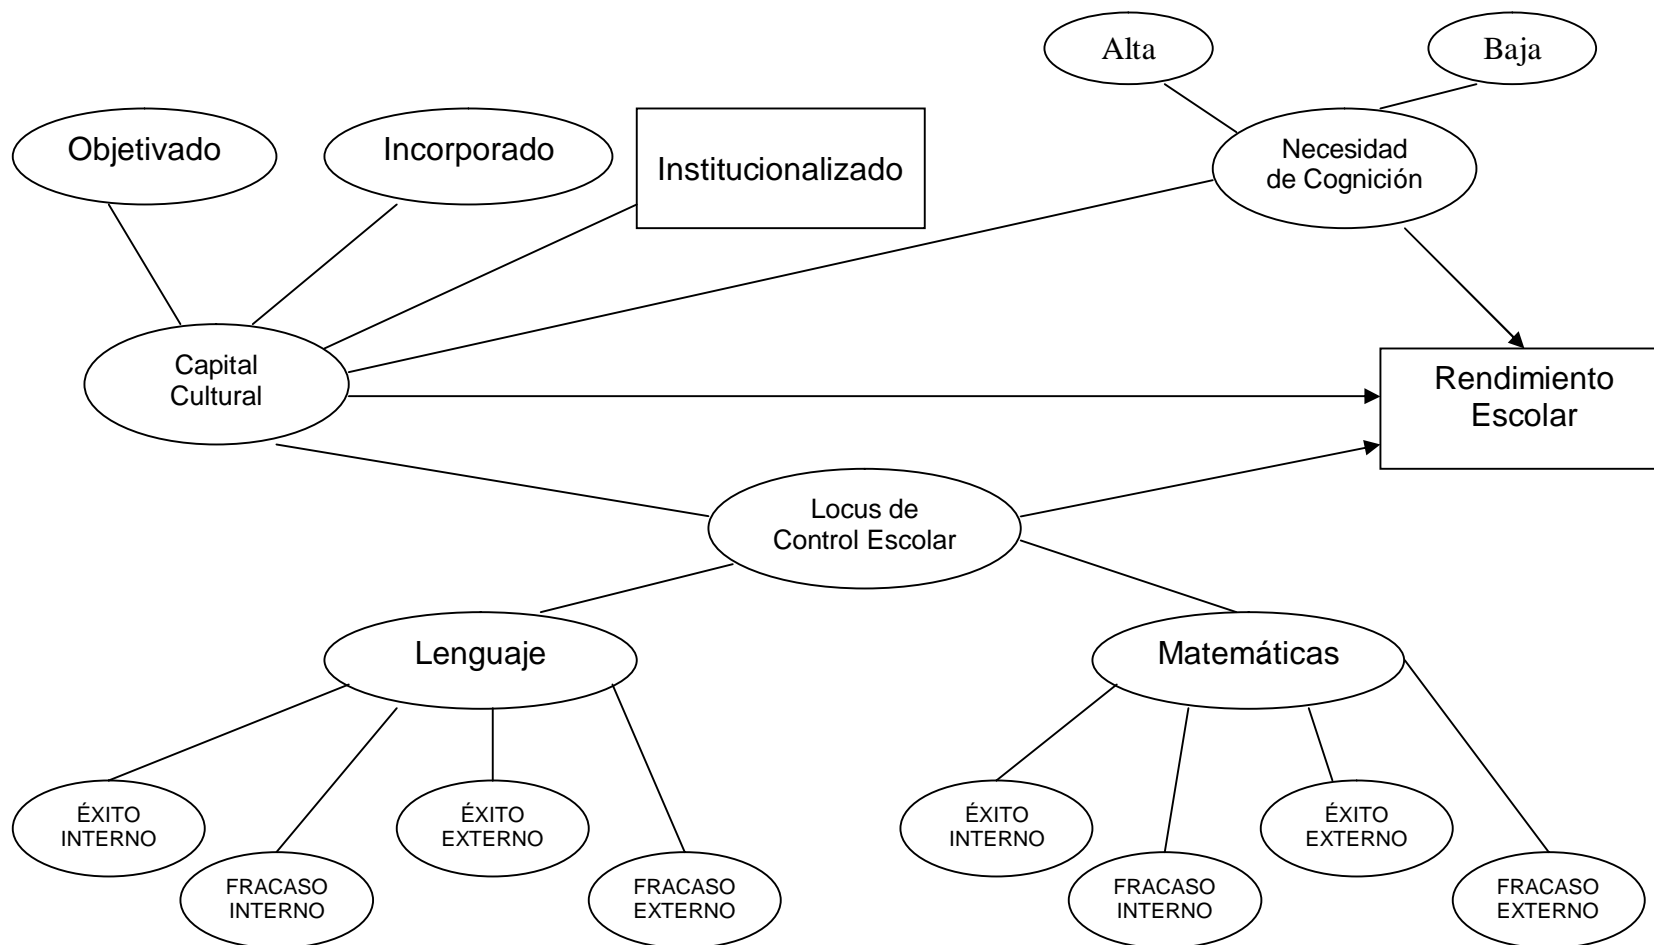 Alta
Baja
Objetivado
Incorporado
Institucionalizado
Necesidad
de Cognición
Capital
Cultural
Rendimiento
Escolar
Locus de
Control Escolar
Lenguaje
Matemáticas
ÉXITO
INTERNO
FRACASO
INTERNO
ÉXITO
EXTERNO
FRACASO
EXTERNO
ÉXITO
INTERNO
FRACASO
INTERNO
ÉXITO
EXTERNO
FRACASO
EXTERNO